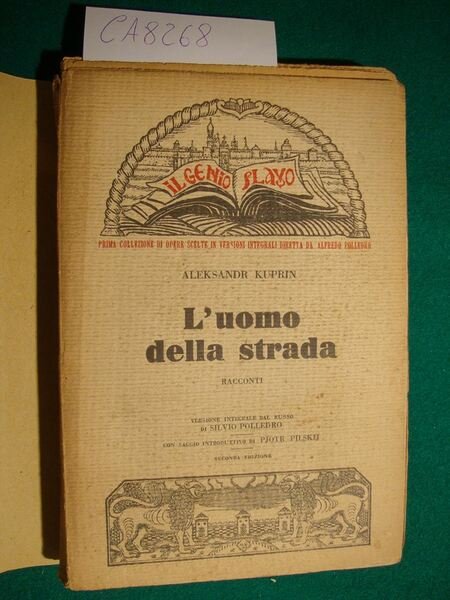 CA8268
IL GENIO SLAVO
PRIMA COLLEZIONE DI OPERE SCELTE IN VERSIONI INTEGRALI DIRETTA DA ALFREDO POLLEDRO
ALEKSANDR KUPRIN
L'uomo
della strada
RACCONTI
VERSIONE INTEGRALE DAL RUSSO
DI SILVIO POLLEDRO
CON SAGGIO INTRODUTTIVO DI PJOTR PILSKIJ
SECONDA EDIZIONE